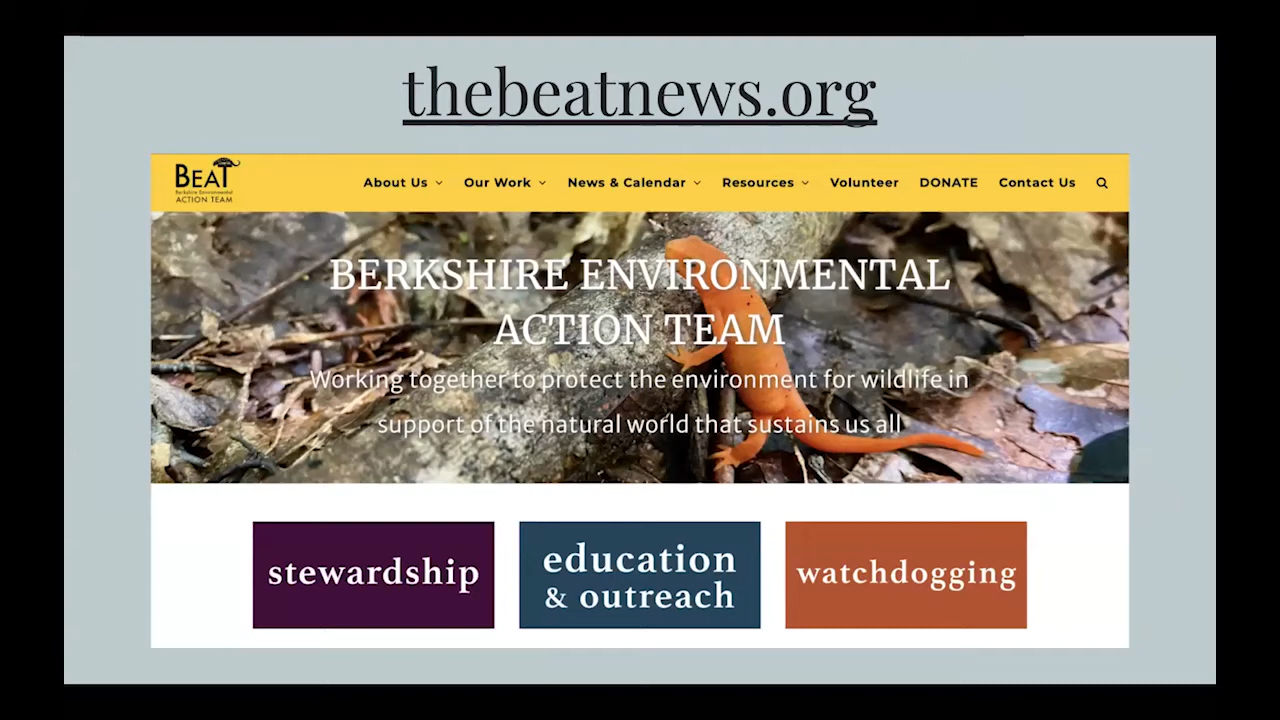 thebeatnews.org
BEAT
Berkshire Environmental
ACTION TEAM
About Us Our Work News & Calendar Resources Volunteer DONATE Contact Us
BERKSHIRE ENVIRONMENTAL
ACTION TEAM
Working together to protect the environment for wildlife in
support of the natural world that sustains us all
stewardship
education
& outreach
watchdogging